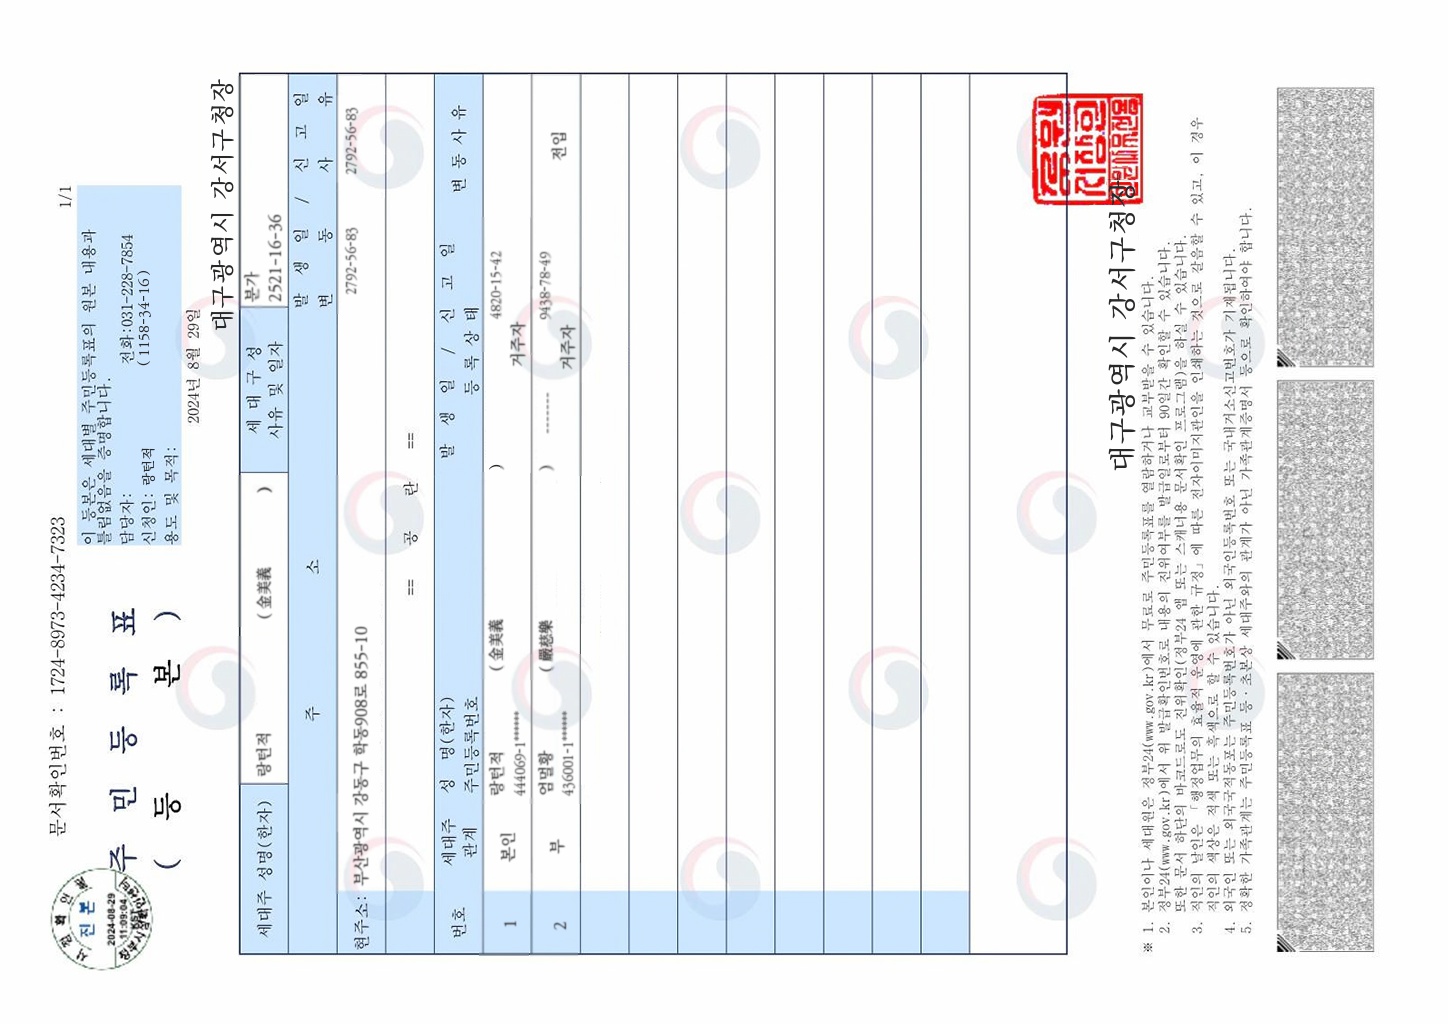 문서확인번호 : 1724-8973-4234-7323
1/1
주 민 등 록 표
( 등 본 )
이 등본은 세대별 주민등록표의 원본 내용과
틀림없음을 증명합니다.
담당자: 전화:031-228-7854
신청인: 랑턴적 (1158-34-16)
용도 및 목적:
2024년 8월 29일
대구광역시 강서구청장
진본
2024-08-29
11:09:04
세대주 성명(한자) 랑턴적 (金美義 ) 세 대 구 성 사유 및 일자 분가 2521-16-36
주 소 발 생 일 / 신 고 일
변 동 사 유
현주소: 부산광역시 강동구 학동908로 855-10 2792-56-83 2792-56-83
== 공 란 ==
번호 세대주 관계 성 명(한자) 주민등록번호 발 생 일 / 신 고 일 등 록 상 태 변 동 사 유
1 본인 랑턴적 (金美義 ) 4820-15-42
444069-1****** 거주자
2 부 엄멀황 (嚴慈樂 ) ------- 9438-78-49 전입
436001-1****** 거주자
대구광역시 강서구청장
※ 1. 본인이나 세대원은 정부24(www.gov.kr)에서 무료로 주민등록표를 열람하거나 교부받을 수 있습니다.
2. 정부24(www.gov.kr)에서 위 발급확인번호로 내용의 진위여부를 발급일로부터 90일간 확인할 수 있습니다.
또한 문서 하단의 바코드로도 진위확인(정부24 앱 또는 스캐너용 문서확인 프로그램)을 하실 수 있습니다.
3. 직인의 날인은 「행정업무의 효율적 운영에 관한 규정」에 따른 전자이미지관인을 인쇄하는 것으로 갈음할 수 있고, 이 경우
직인의 색상은 적색 또는 흑색으로 할 수 있습니다.
4. 외국인 또는 외국국적동포는 주민등록번호가 아닌 외국인등록번호 또는 국내거소신고번호가 기재됩니다.
5. 정확한 가족관계는 주민등록표 등·초본상 세대주와의 관계가 아닌 가족관계증명서 등으로 확인하여야 합니다.